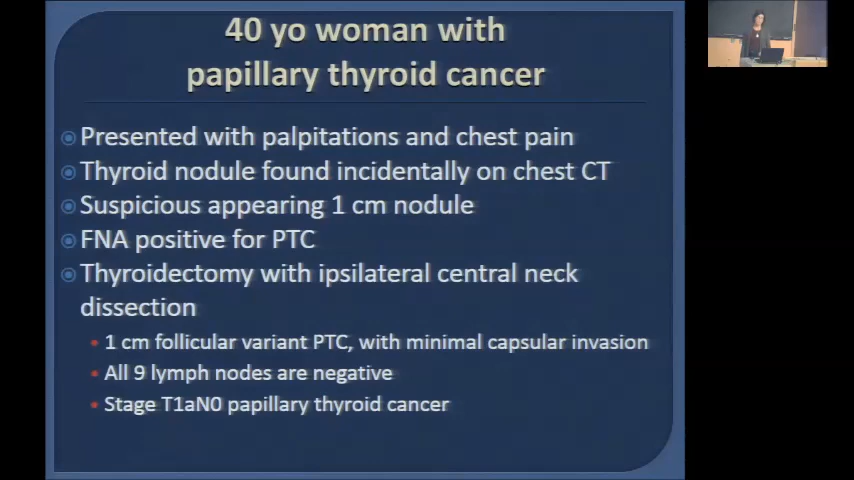 40 yo woman with
papillary thyroid cancer
Presented with palpitations and chest pain
Thyroid nodule found incidentally on chest CT
Suspicious appearing 1 cm nodule
FNA positive for PTC
Thyroidectomy with ipsilateral central neck
dissection
1 cm follicular variant PTC, with minimal capsular invasion
All 9 lymph nodes are negative
Stage T1aN0 papillary thyroid cancer